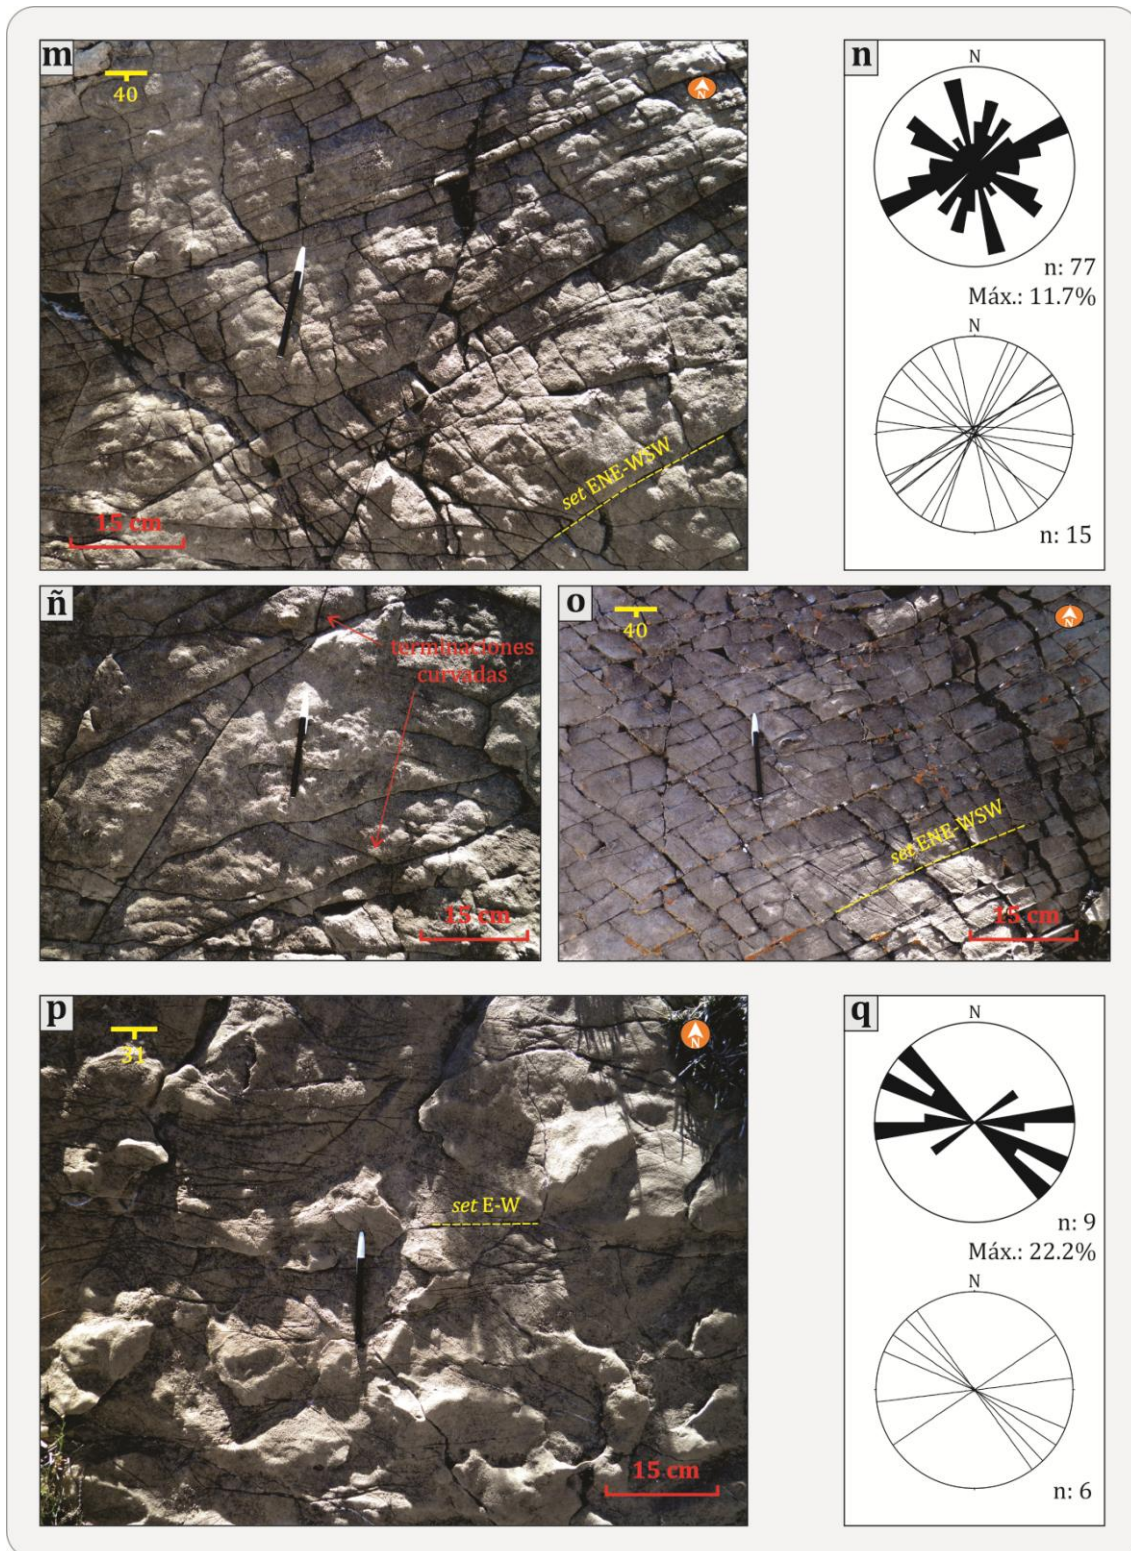 m
40
N
set ENE-WSW
15 cm
n
N
n: 77
Máx.: 11.7%
N
n: 15
ñ
terminaciones
curvadas
15 cm
o
40
N
set ENE-WSW
15 cm
p
31
N
set E-W
15 cm
q
N
n: 9
Máx.: 22.2%
N
n: 6